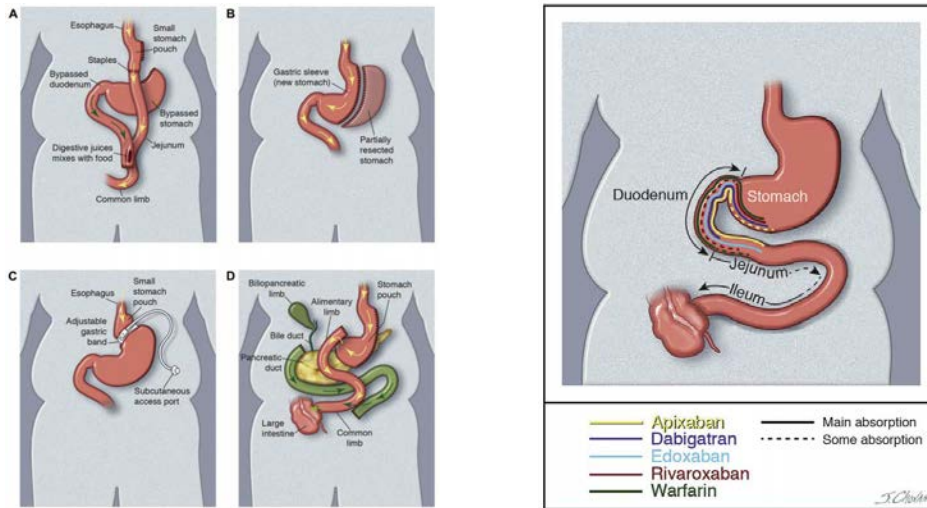 A
Esophagus
Small
stomach
pouch
Staples
Bypassed
duodenum
Bypassed
stomach
Digestive juices
mixes with food
Jejunum
Common limb
B
Gastric sleeve
(new stomach)
Partially
resected
stomach
C
Esophagus
Small
stomach
pouch
Adjustable
gastric
band
Subcutaneous
access port
D
Biliopancreatic
limb
Alimentary
limb
Stomach
pouch
Bile duct
Pancreatic
duct
Large
intestine
Common
limb
Duodenum
Stomach
Jejunum
Ileum
Apixaban
Dabigatran
Edoxaban
Rivaroxaban
Warfarin
Main absorption
Some absorption